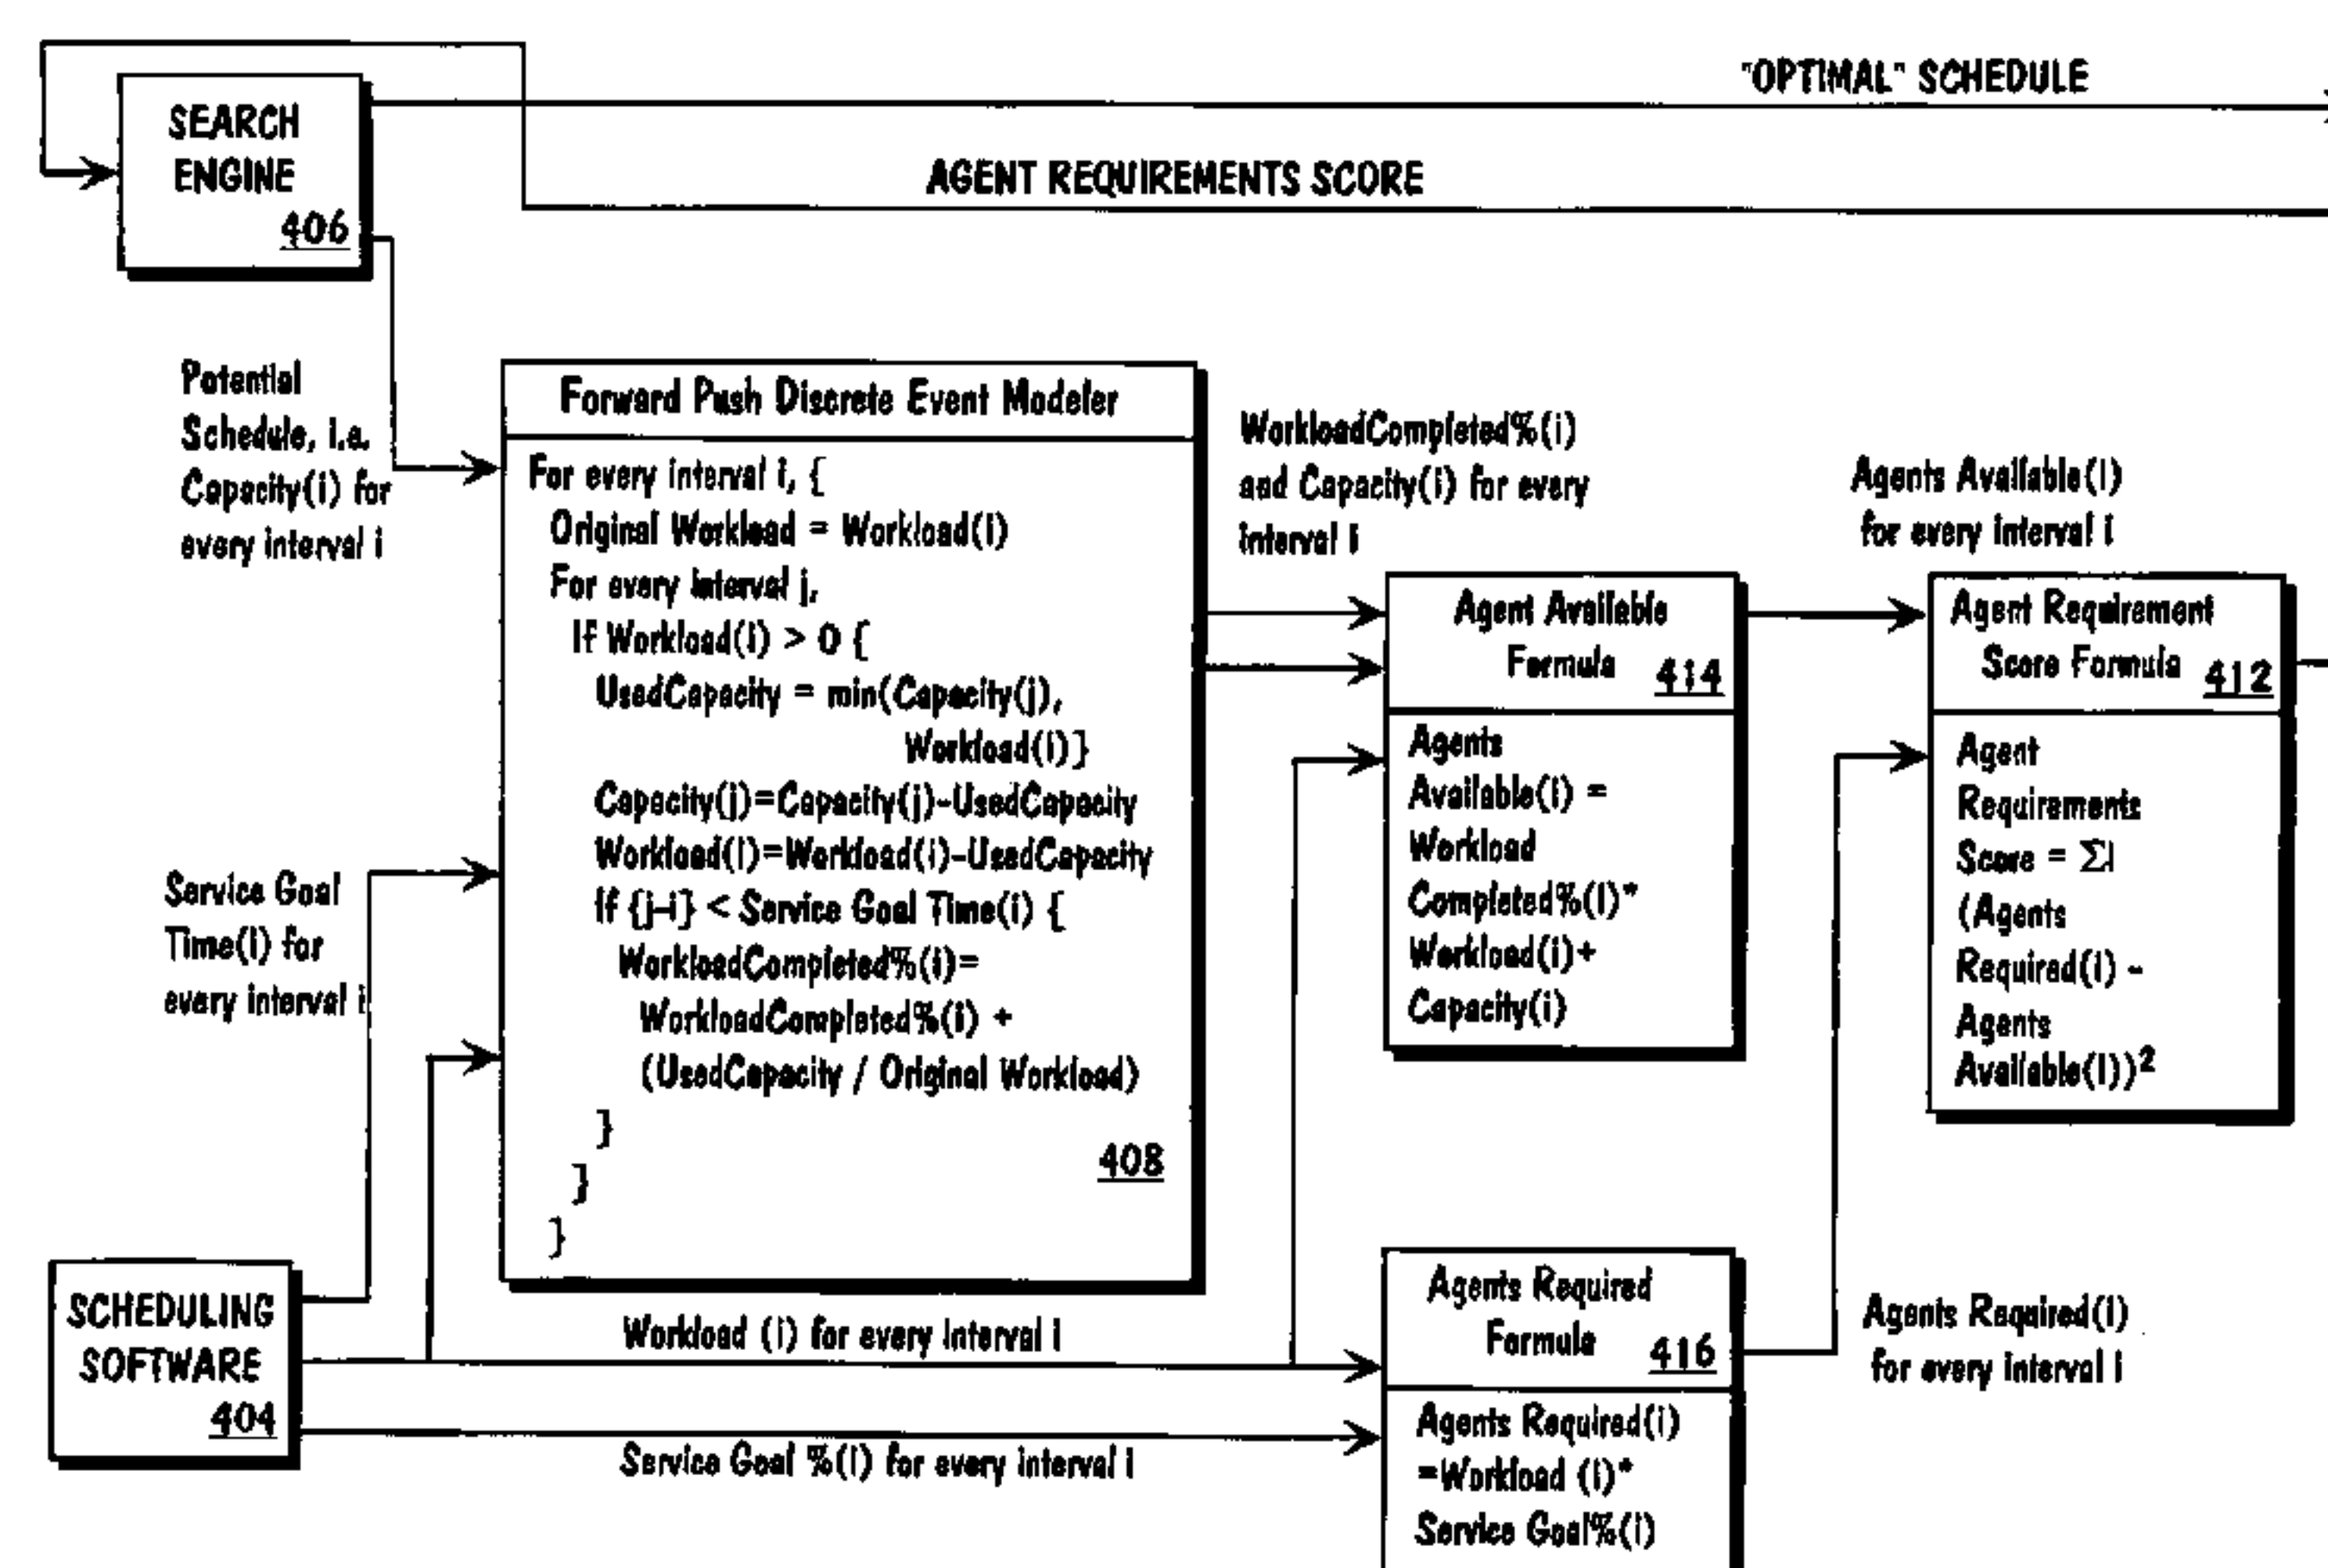 "OPTIMAL" SCHEDULE
SEARCH
ENGINE
406
AGENT REQUIREMENTS SCORE
Potential
Schedule, i.e.
Capacity(i) for
every interval i
Forward Push Discrete Event Modeler
For every interval i, {
Original Workload = Workload(i)
For every interval j,
If Workload(i) > 0 {
UsedCapacity = min(Capacity(j),
Workload(i)}
Capacity(j)=Capacity(j)-UsedCapacity
Workload(i)=Workload(i)-UsedCapacity
if {j-i} < Service Goal Time(i) {
WorkloadCompleted%(i)=
WorkloadCompleted%(i) +
(UsedCapacity / Original Workload)
}
}
}
408
WorkloadCompleted%(i)
and Capacity(i) for every
interval i
Agents Available(i)
for every interval i
Agent Available
Formula 414
Agents
Available(i) =
Workload
Completed%(i)*
Workload(i)+
Capacity(i)
Agent Requirement
Score Formula 412
Agent
Requirements
Score = Σi
(Agents
Required(i) -
Agents
Available(i))²
Service Goal
Time(i) for
every interval i
SCHEDULING
SOFTWARE
404
Workload (i) for every interval i
Service Goal %(i) for every interval i
Agents Required
Formula 416
Agents Required(i)
=Workload (i)*
Service Goal%(i)
Agents Required(i)
for every interval i